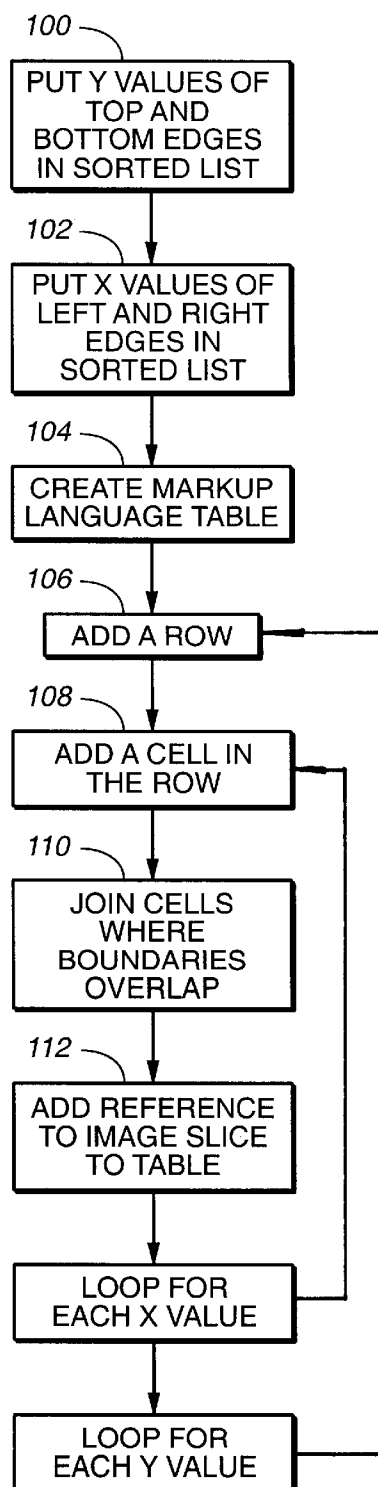 100
PUT Y VALUES OF
TOP AND
BOTTOM EDGES
IN SORTED LIST
102
PUT X VALUES OF
LEFT AND RIGHT
EDGES IN
SORTED LIST
104
CREATE MARKUP
LANGUAGE TABLE
106
ADD A ROW
108
ADD A CELL IN
THE ROW
110
JOIN CELLS
WHERE
BOUNDARIES
OVERLAP
112
ADD REFERENCE
TO IMAGE SLICE
TO TABLE
LOOP FOR
EACH X VALUE
LOOP FOR
EACH Y VALUE